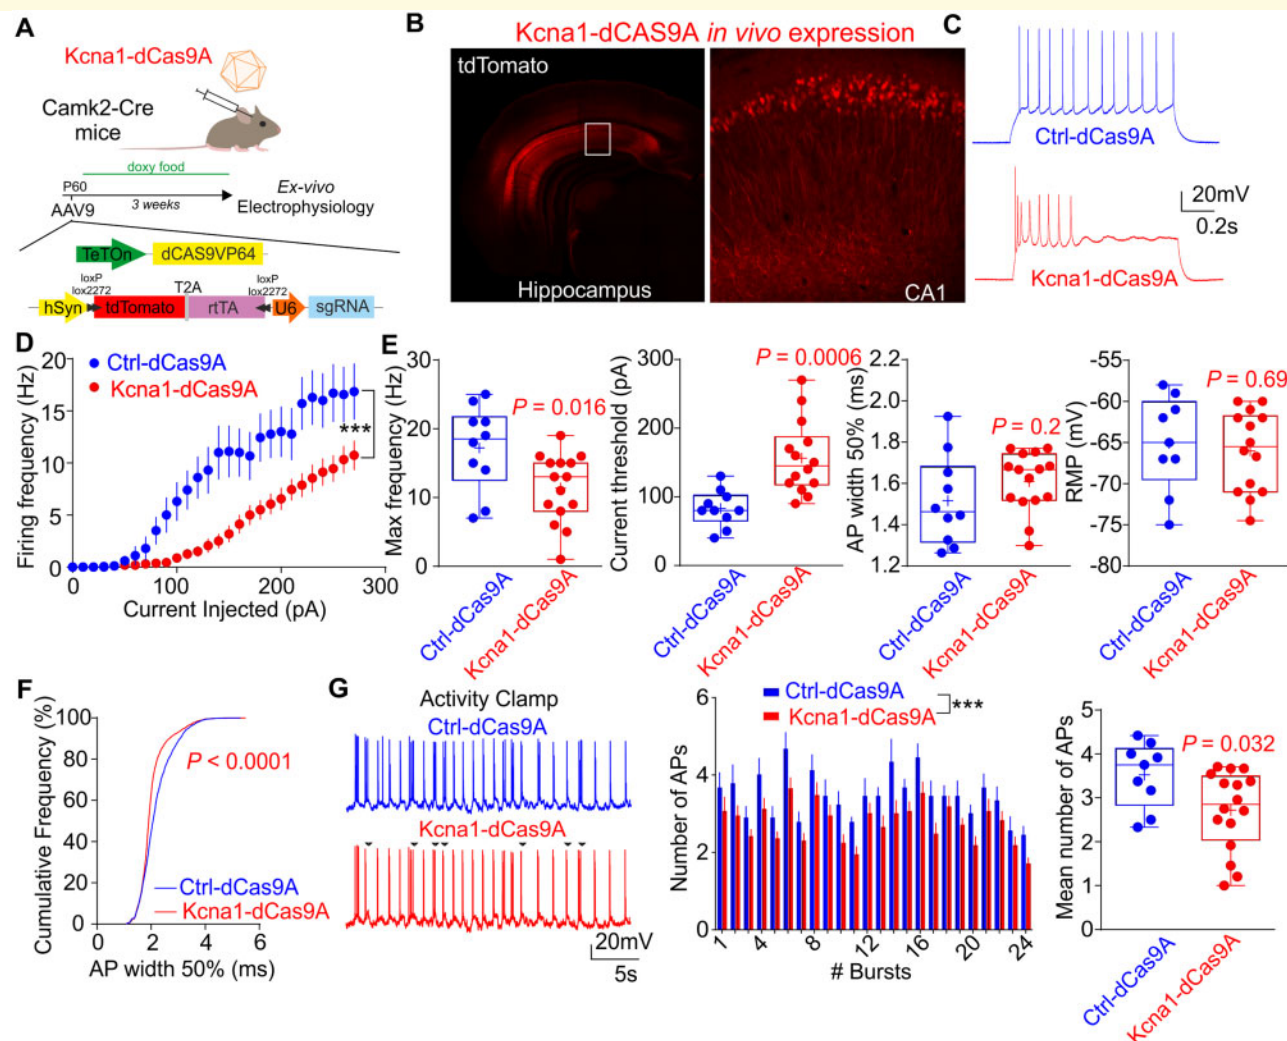 A
Kcna1-dCas9A
Camk2-Cre
mice
doxy food
P60
3 weeks
AAV9
Ex-vivo
Electrophysiology
TeTOn
dCAS9VP64
loxP
lox2272
T2A
loxP
lox2272
hSyn
tdTomato
rtTA
U6
sgRNA
B
Kcna1-dCAS9A in vivo expression
tdTomato
Hippocampus
CA1
C
Ctrl-dCas9A
20mV
0.2s
Kcna1-dCas9A
D
Ctrl-dCas9A
Kcna1-dCas9A
Firing frequency (Hz)
20
15
10
5
0
***
0
100
200
300
Current Injected (pA)
E
Max frequency (Hz)
30
20
10
0
P = 0.016
Ctrl-dCas9A
Kcna1-dCas9A
Current threshold (pA)
300
200
100
0
P = 0.0006
Ctrl-dCas9A
Kcna1-dCas9A
AP width 50% (ms)
2.2
2.0
1.8
1.6
1.4
1.2
P = 0.2
Ctrl-dCas9A
Kcna1-dCas9A
RMP (mV)
-55
-60
-65
-70
-75
-80
P = 0.69
Ctrl-dCas9A
Kcna1-dCas9A
F
Cumulative Frequency (%)
100
80
60
40
20
0
P < 0.0001
Ctrl-dCas9A
Kcna1-dCas9A
0
2
4
6
AP width 50% (ms)
G
Activity Clamp
Ctrl-dCas9A
Kcna1-dCas9A
20mV
5s
Number of APs
6
4
2
0
Ctrl-dCas9A
Kcna1-dCas9A
***
1
4
8
12
16
20
24
# Bursts
Mean number of APs
5
4
3
2
1
0
P = 0.032
Ctrl-dCas9A
Kcna1-dCas9A